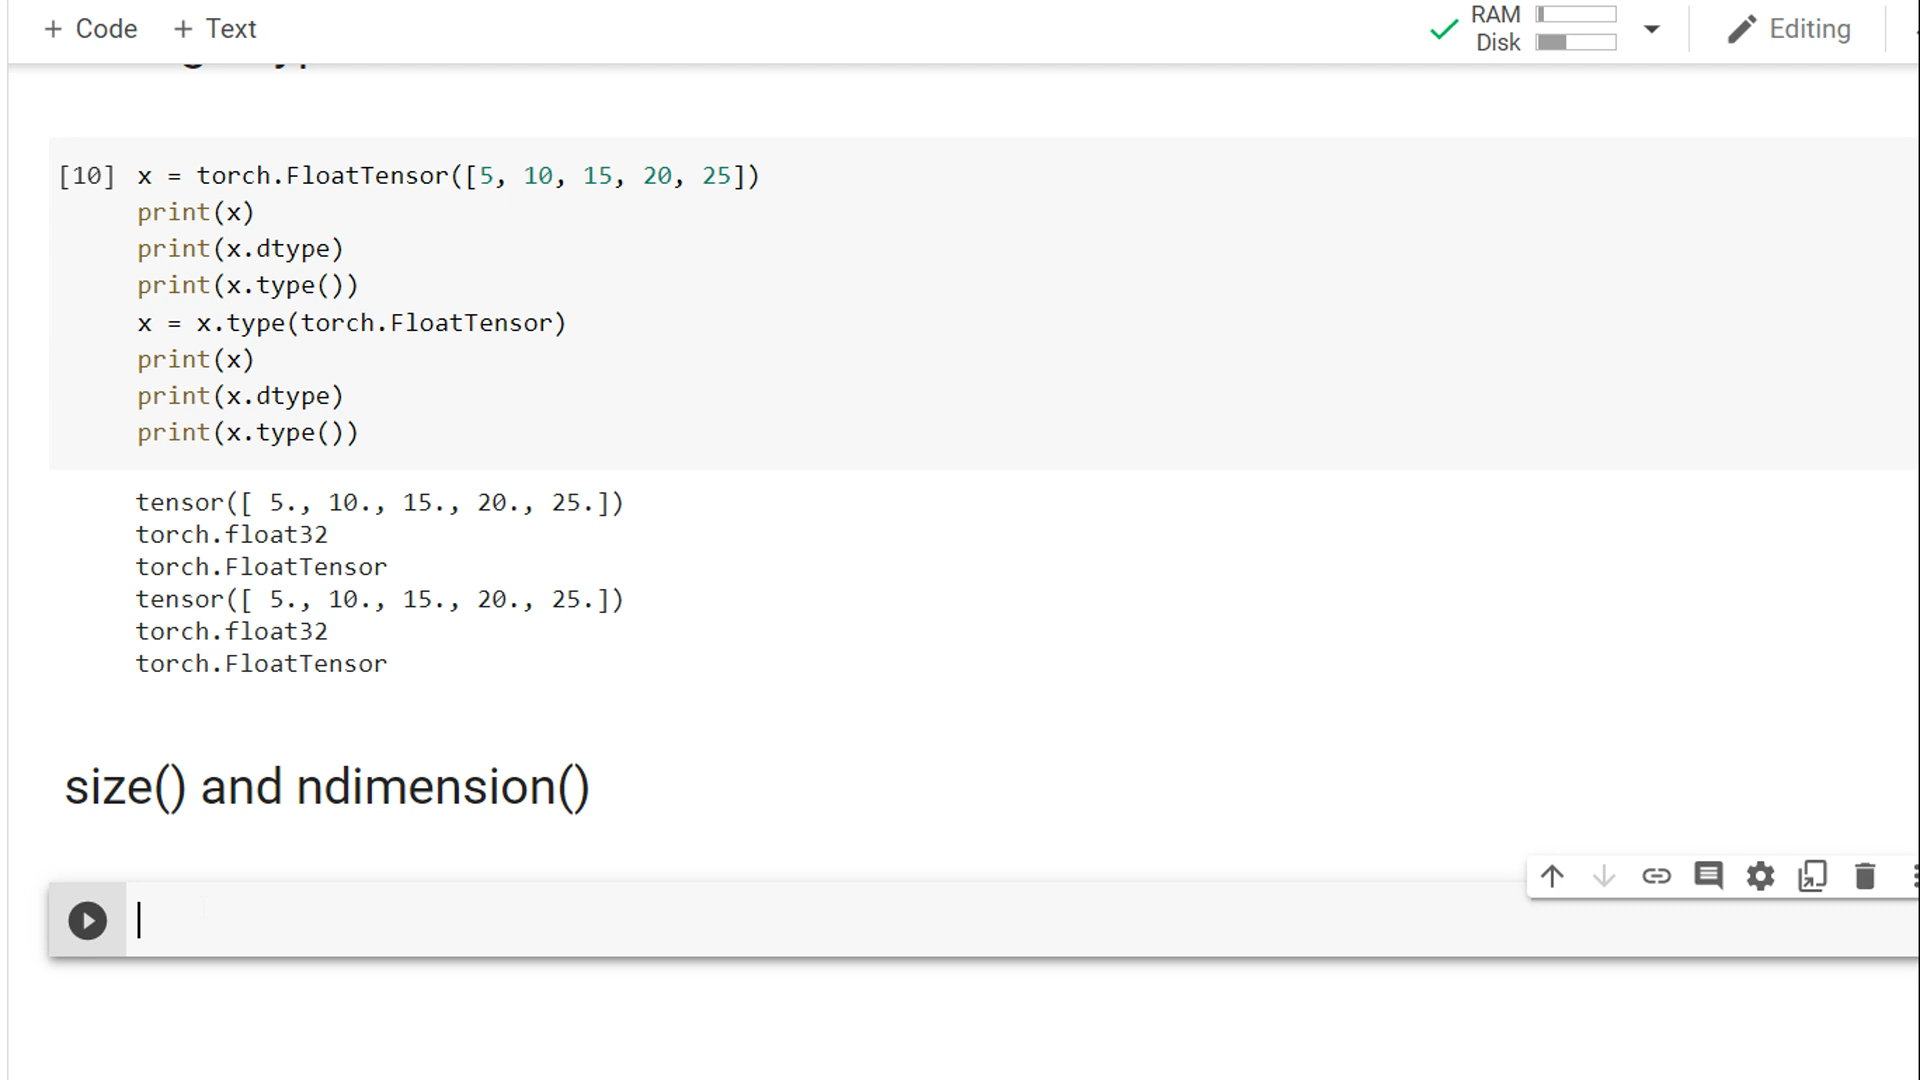 + Code + Text
RAM
Disk
Editing
[10] x = torch.FloatTensor([5, 10, 15, 20, 25])
print(x)
print(x.dtype)
print(x.type())
x = x.type(torch.FloatTensor)
print(x)
print(x.dtype)
print(x.type())
tensor([ 5., 10., 15., 20., 25.])
torch.float32
torch.FloatTensor
tensor([ 5., 10., 15., 20., 25.])
torch.float32
torch.FloatTensor
size() and ndimension()